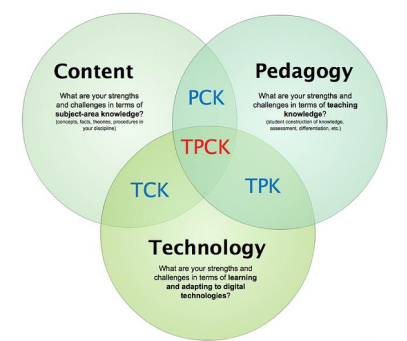 Content
What are your strengths
and challenges in terms of
subject-area knowledge?
(concepts, facts, theories, procedures in
your discipline)
Pedagogy
What are your strengths and
challenges in terms of teaching
knowledge?
(student construction of knowledge,
assessment, differentiation, etc.)
PCK
TPCK
TCK
TPK
Technology
What are your strengths and
challenges in terms of learning
and adapting to digital
technologies?